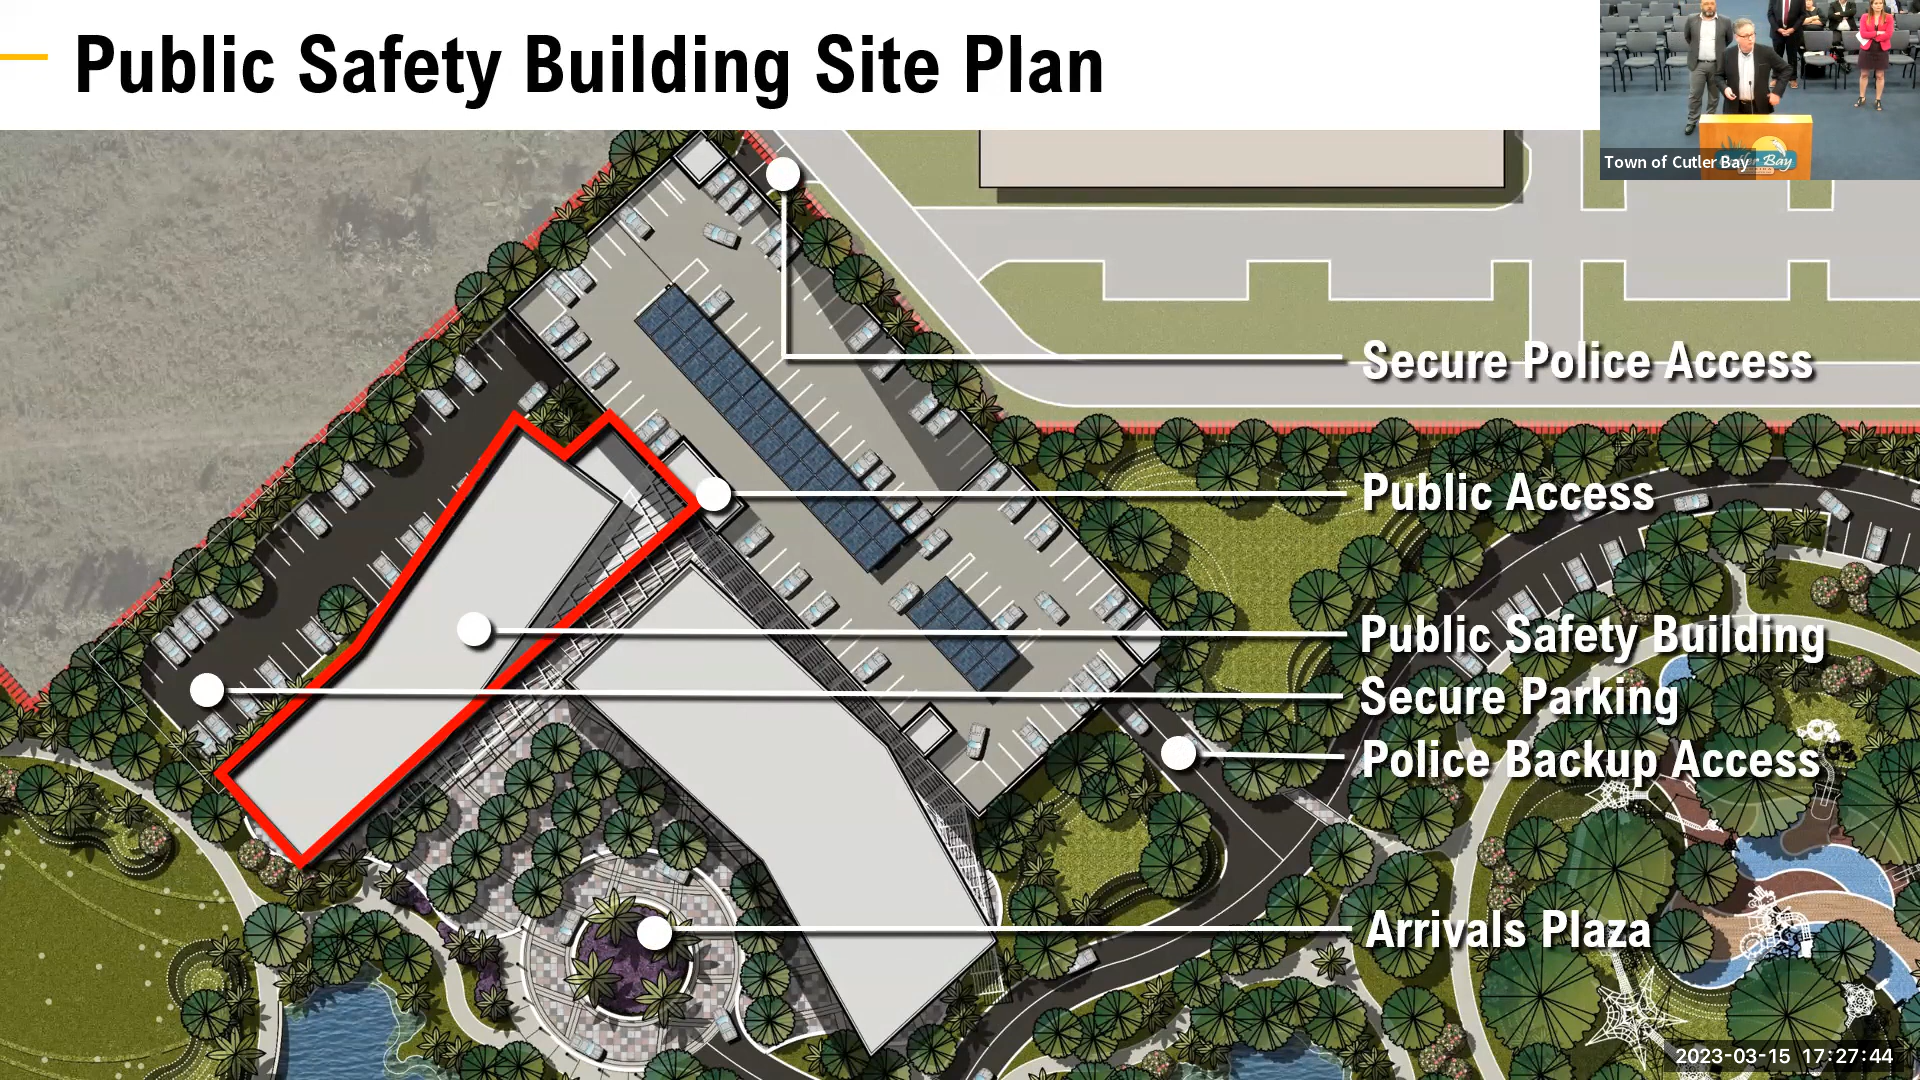 Public Safety Building Site Plan
Town of Cutler Bay
Bay
Secure Police Access
Public Access
Public Safety Building
Secure Parking
Police Backup Access
Arrivals Plaza
2023-03-15 17:27:44